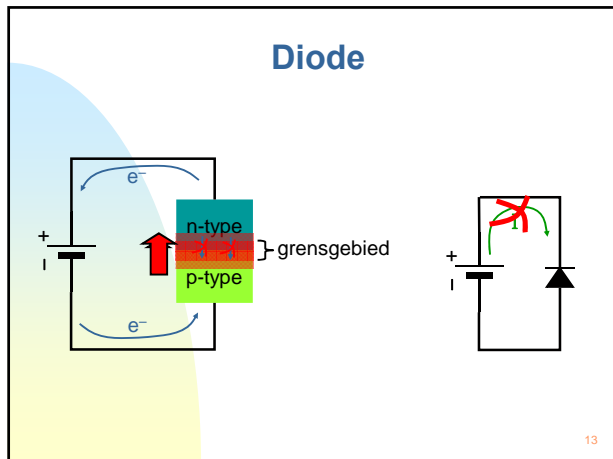 Diode
e–
n-type
+
grensgebied
p-type
–
e–
I
+
–
13